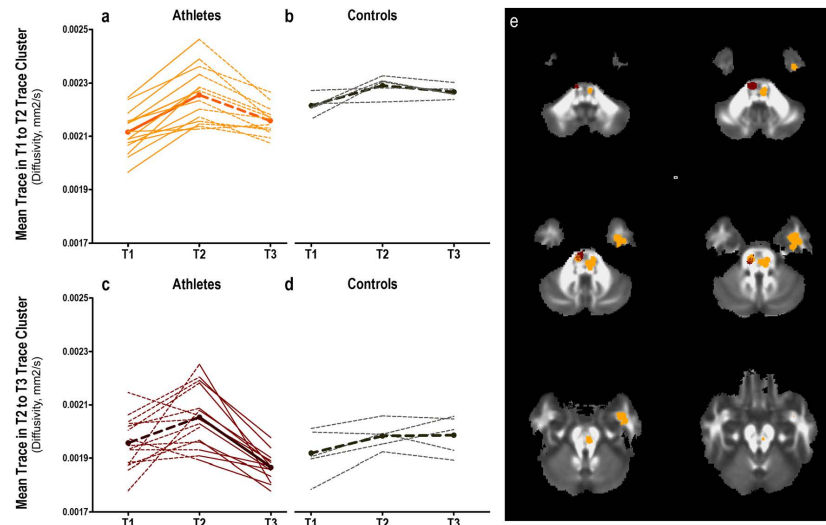 a
Athletes
b
Controls
Mean Trace in T1 to T2 Trace Cluster
(Diffusivity, mm2/s)
0.0025
0.0023
0.0021
0.0019
0.0017
T1
T2
T3
T1
T2
T3
c
Athletes
d
Controls
Mean Trace in T2 to T3 Trace Cluster
(Diffusivity, mm2/s)
0.0025
0.0023
0.0021
0.0019
0.0017
T1
T2
T3
T1
T2
T3
e